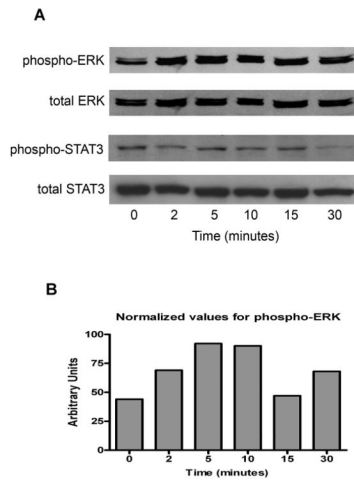 A
phospho-ERK
total ERK
phospho-STAT3
total STAT3
0 2 5 10 15 30
Time (minutes)
B
Normalized values for phospho-ERK
Arbitrary Units
100
75
50
25
0
0 2 5 10 15 30
Time (minutes)